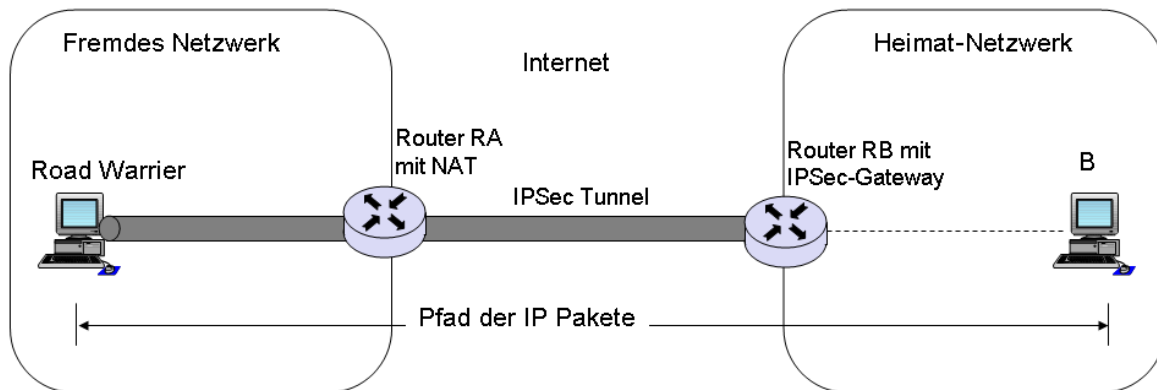 Fremdes Netzwerk
Internet
Heimat-Netzwerk
Road Warrier
Router RA
mit NAT
IPSec Tunnel
Router RB mit
IPSec-Gateway
B
Pfad der IP Pakete